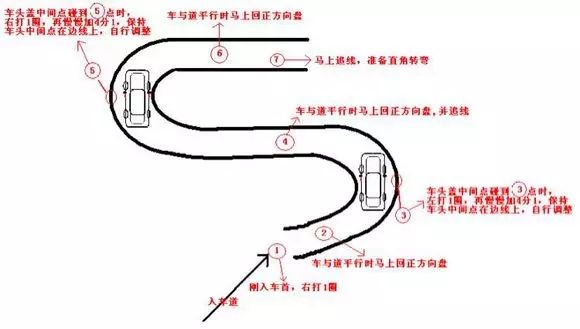 车头盖中间点碰到⑤点时,
右打1圈,再慢慢加4分1,保持
车头中间点在边线上,自行调整
车与道平行时马上回正方向盘
⑥
⑦
马上追线,准备直角转弯
⑤
车与道平行时马上回正方向盘,并追线
④
车头盖中间点碰到③点时,
左打1圈,再慢慢加4分1,保持
车头中间点在边线上,自行调整
③
②
车与道平行时马上回正方向盘
①
刚入车首,右打1圈
入车道